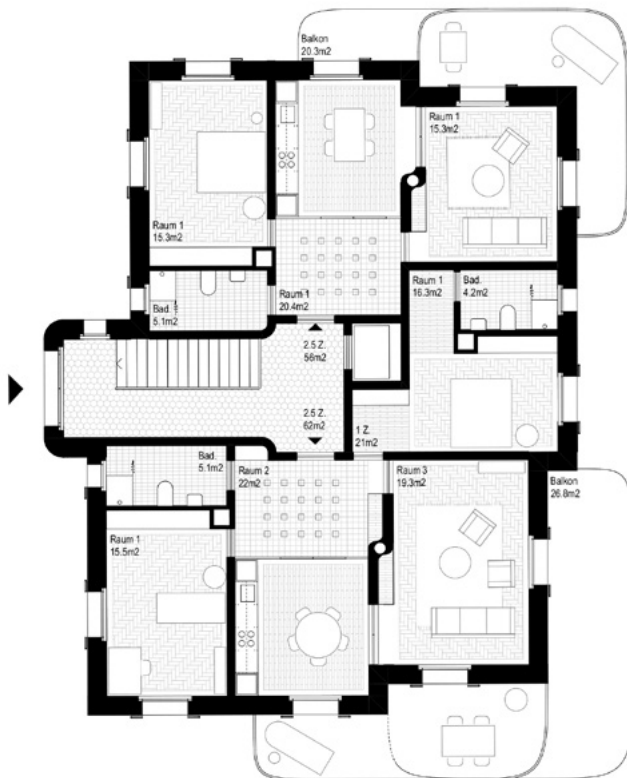 Balkon
20.3m2
Raum 1
15.3m2
Raum 1
15.3m2
Raum 1
20.4m2
Raum 1
16.3m2
Bad.
4.2m2
Bad.
5.1m2
2.5 Z.
56m2
2.5 Z.
62m2
1 Z.
21m2
Bad.
5.1m2
Raum 2
22m2
Raum 3
19.3m2
Balkon
26.8m2
Raum 1
15.5m2